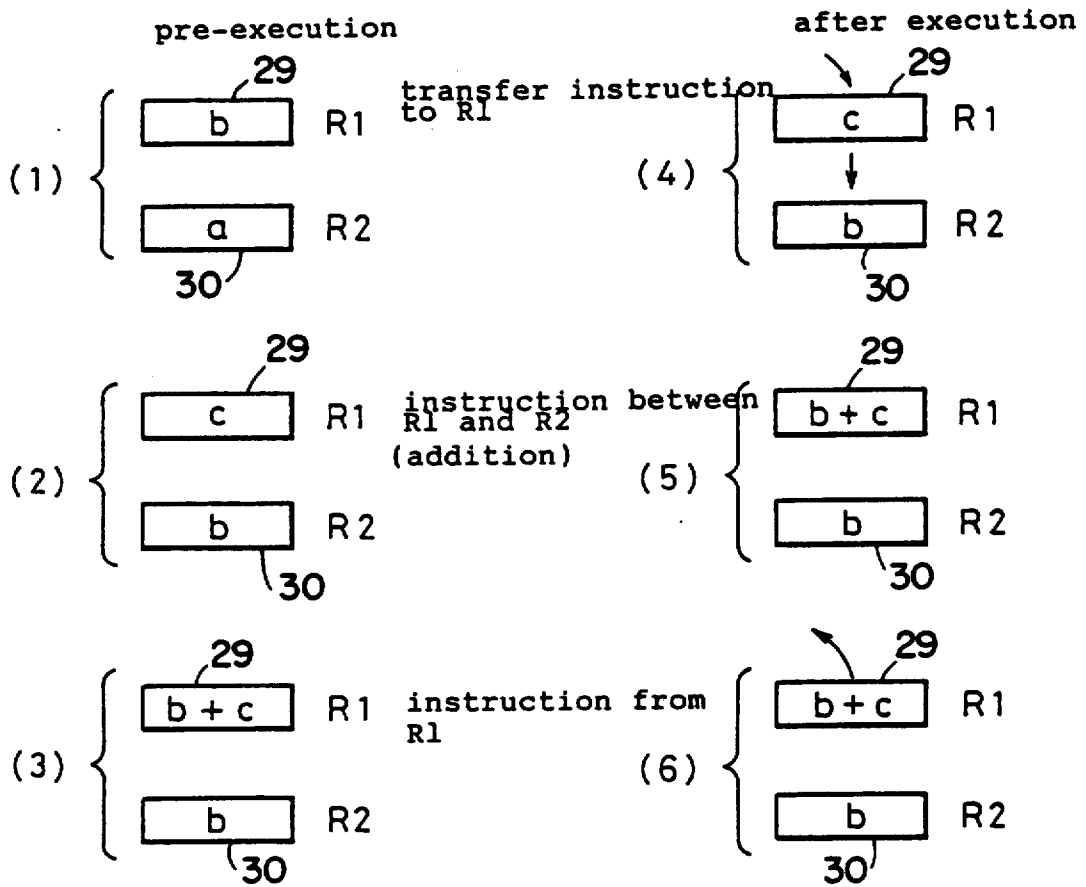 pre-execution
after execution
(1)
29
b R1
a R2
30
transfer instruction
to R1
(4)
29
c R1
b R2
30
(2)
29
c R1
b R2
30
instruction between
R1 and R2
(addition)
(5)
29
b + c R1
b R2
30
(3)
29
b + c R1
b R2
30
instruction from
R1
(6)
29
b + c R1
b R2
30